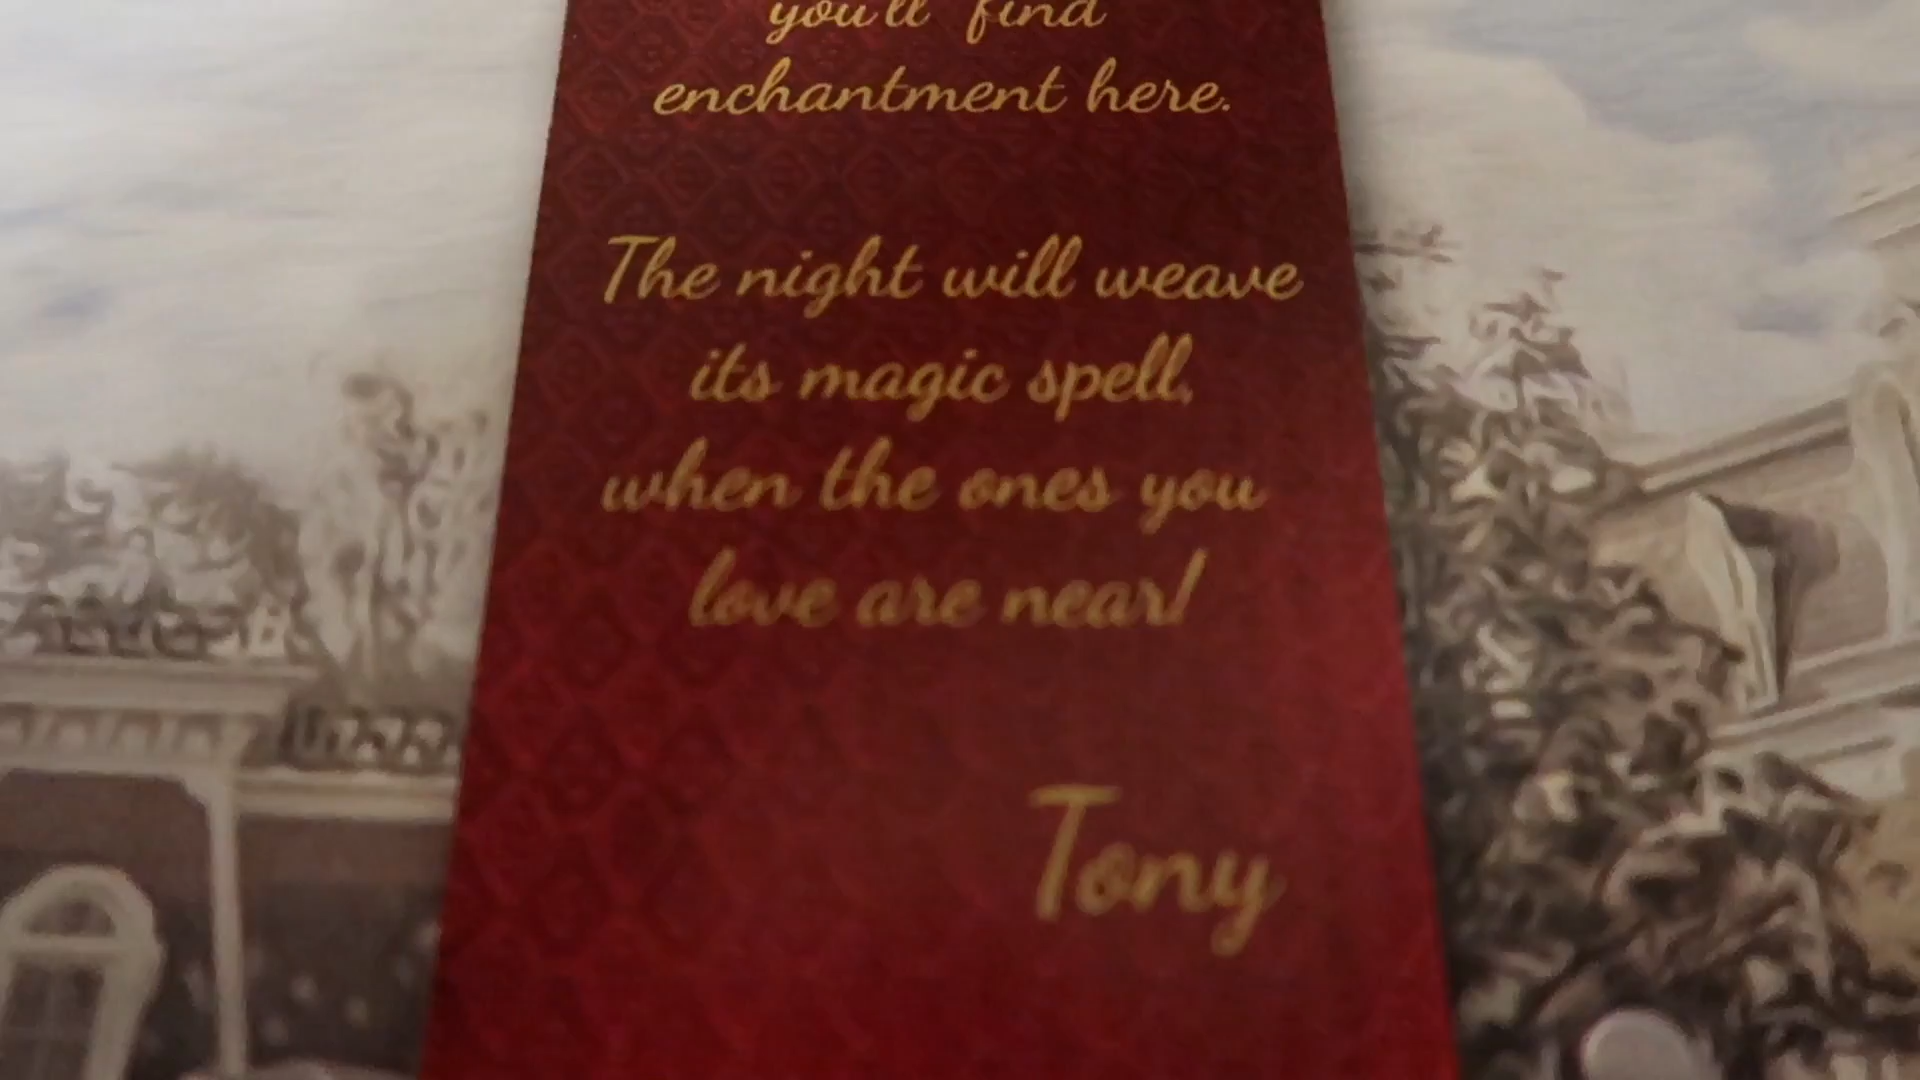 you'll find
enchantment here.
The night will weave
its magic spell,
when the ones you
love are near!
Tony